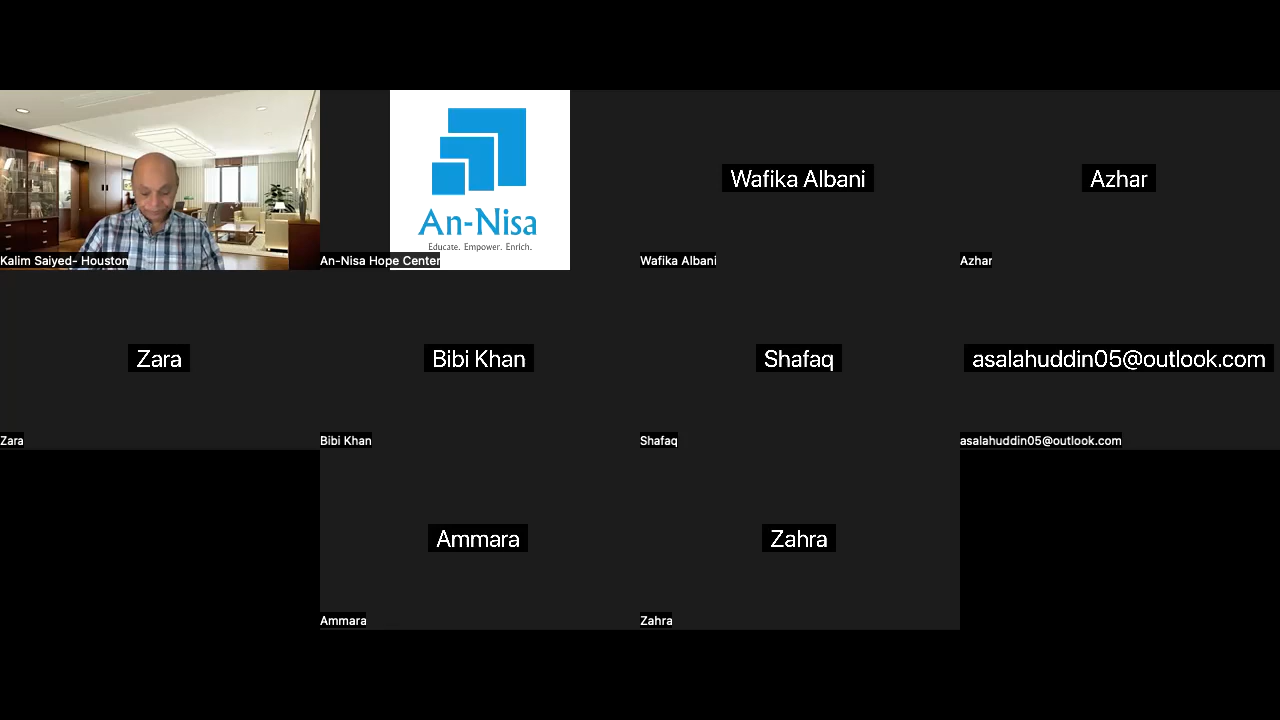 An-Nisa
Educate. Empower. Enrich.
Wafika Albani
Azhar
Kalim Saiyed- Houston
An-Nisa Hope Center
Wafika Albani
Azhar
Zara
Bibi Khan
Shafaq
asalahuddin05@outlook.com
Zara
Bibi Khan
Shafaq
asalahuddin05@outlook.com
Ammara
Zahra
Ammara
Zahra